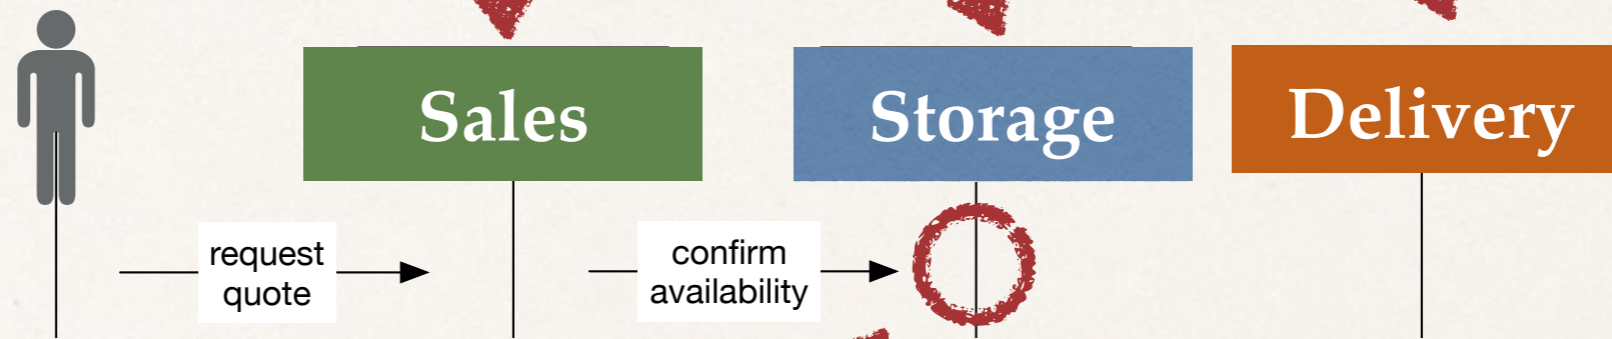 Sales
Storage
Delivery
request
quote
confirm
availability